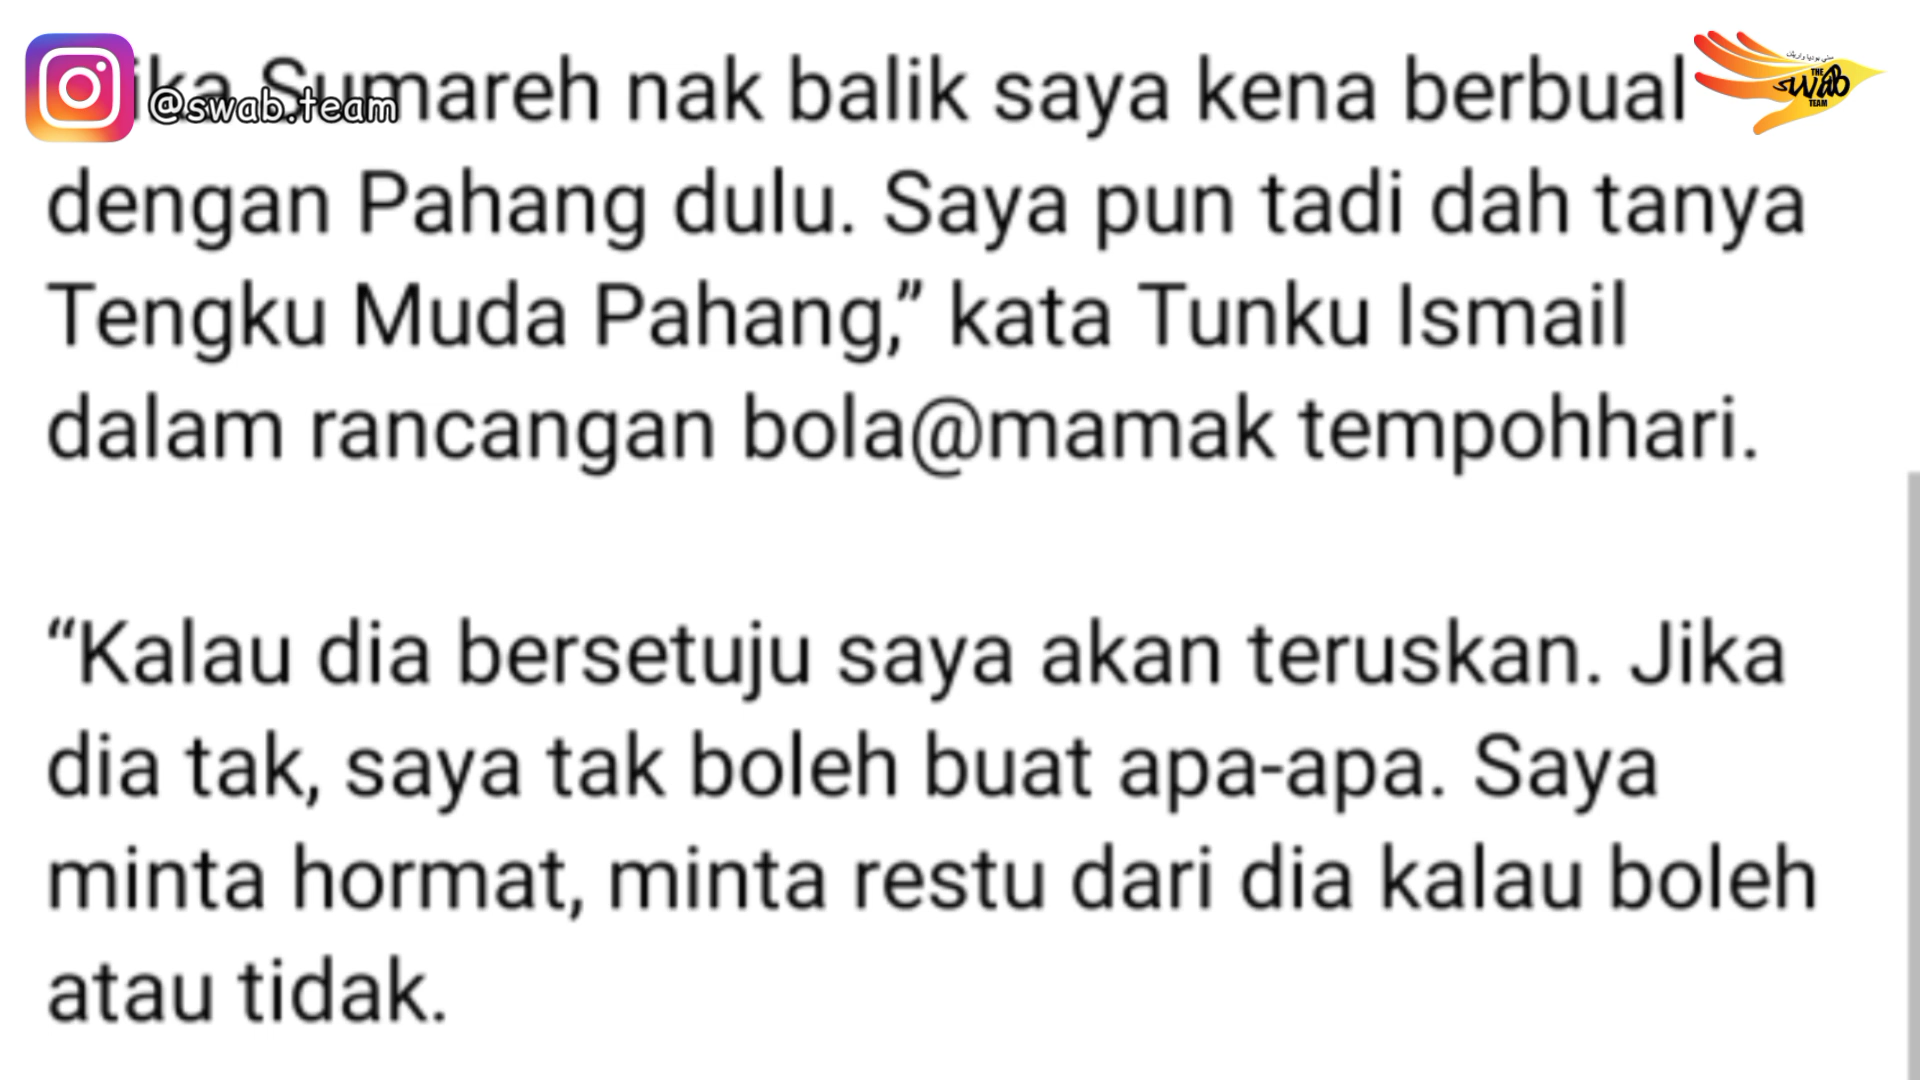 ika Sumareh nak balik saya kena berbual
@swab.team
THE
SWAB
TEAM
dengan Pahang dulu. Saya pun tadi dah tanya
Tengku Muda Pahang,” kata Tunku Ismail
dalam rancangan bola@mamak tempohhari.
“Kalau dia bersetuju saya akan teruskan. Jika
dia tak, saya tak boleh buat apa-apa. Saya
minta hormat, minta restu dari dia kalau boleh
atau tidak.